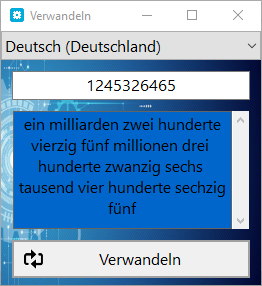 Verwandeln
Deutsch (Deutschland)
1245326465
ein milliarden zwei hunderte
vierzig fünf millionen drei
hunderte zwanzig sechs
tausend vier hunderte sechzig
fünf
Verwandeln